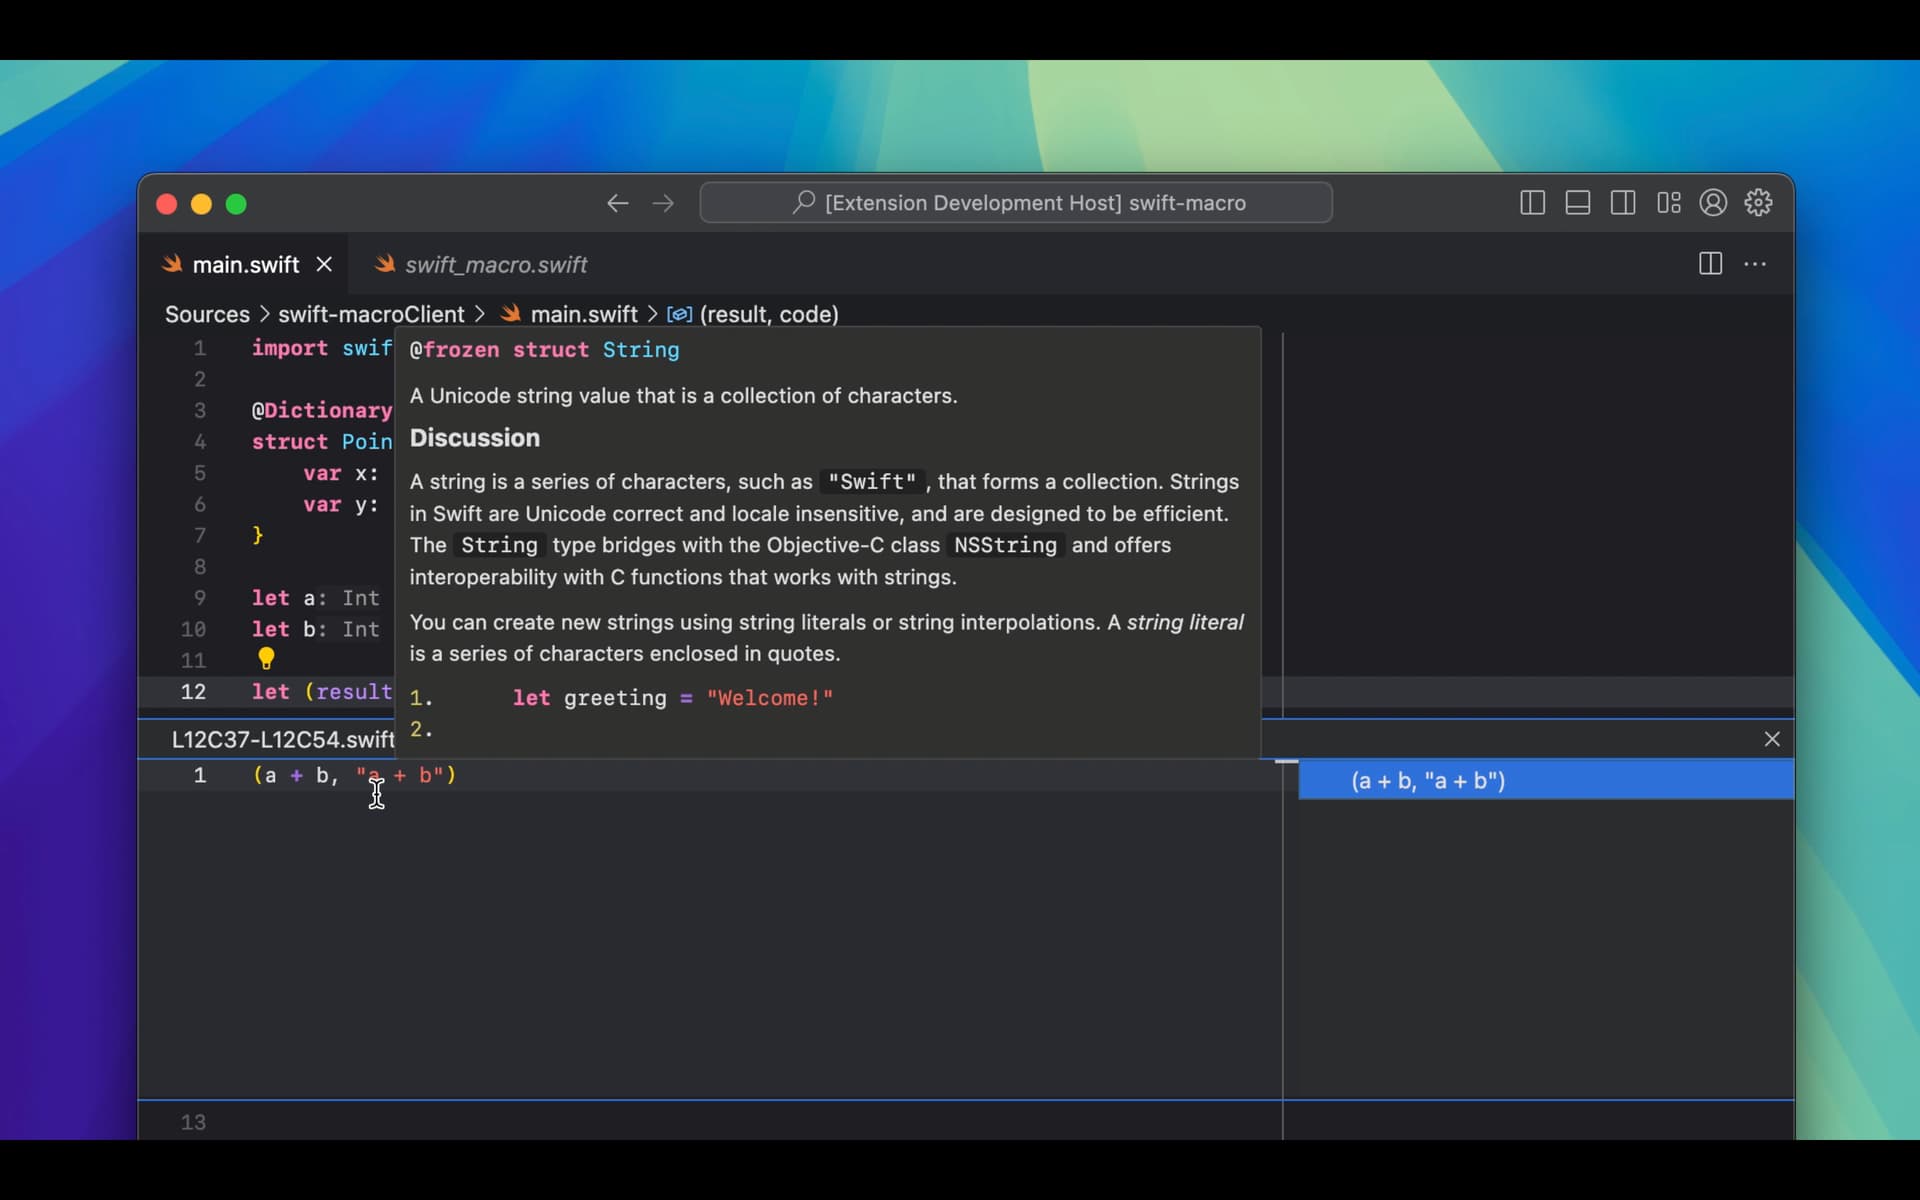 [Extension Development Host] swift-macro
main.swift
swift_macro.swift
Sources > swift-macroClient > main.swift > (result, code)
1 import swif
2
3 @Dictionary
4 struct Poin
5 var x:
6 var y:
7 }
8
9 let a: Int
10 let b: Int
11
12 let (result
@frozen struct String
A Unicode string value that is a collection of characters.
Discussion
A string is a series of characters, such as "Swift", that forms a collection. Strings
in Swift are Unicode correct and locale insensitive, and are designed to be efficient.
The String type bridges with the Objective-C class NSString and offers
interoperability with C functions that works with strings.
You can create new strings using string literals or string interpolations. A string literal
is a series of characters enclosed in quotes.
1. let greeting = "Welcome!"
2.
L12C37-L12C54.swift
1 (a + b, "a + b")
(a + b, "a + b")
13